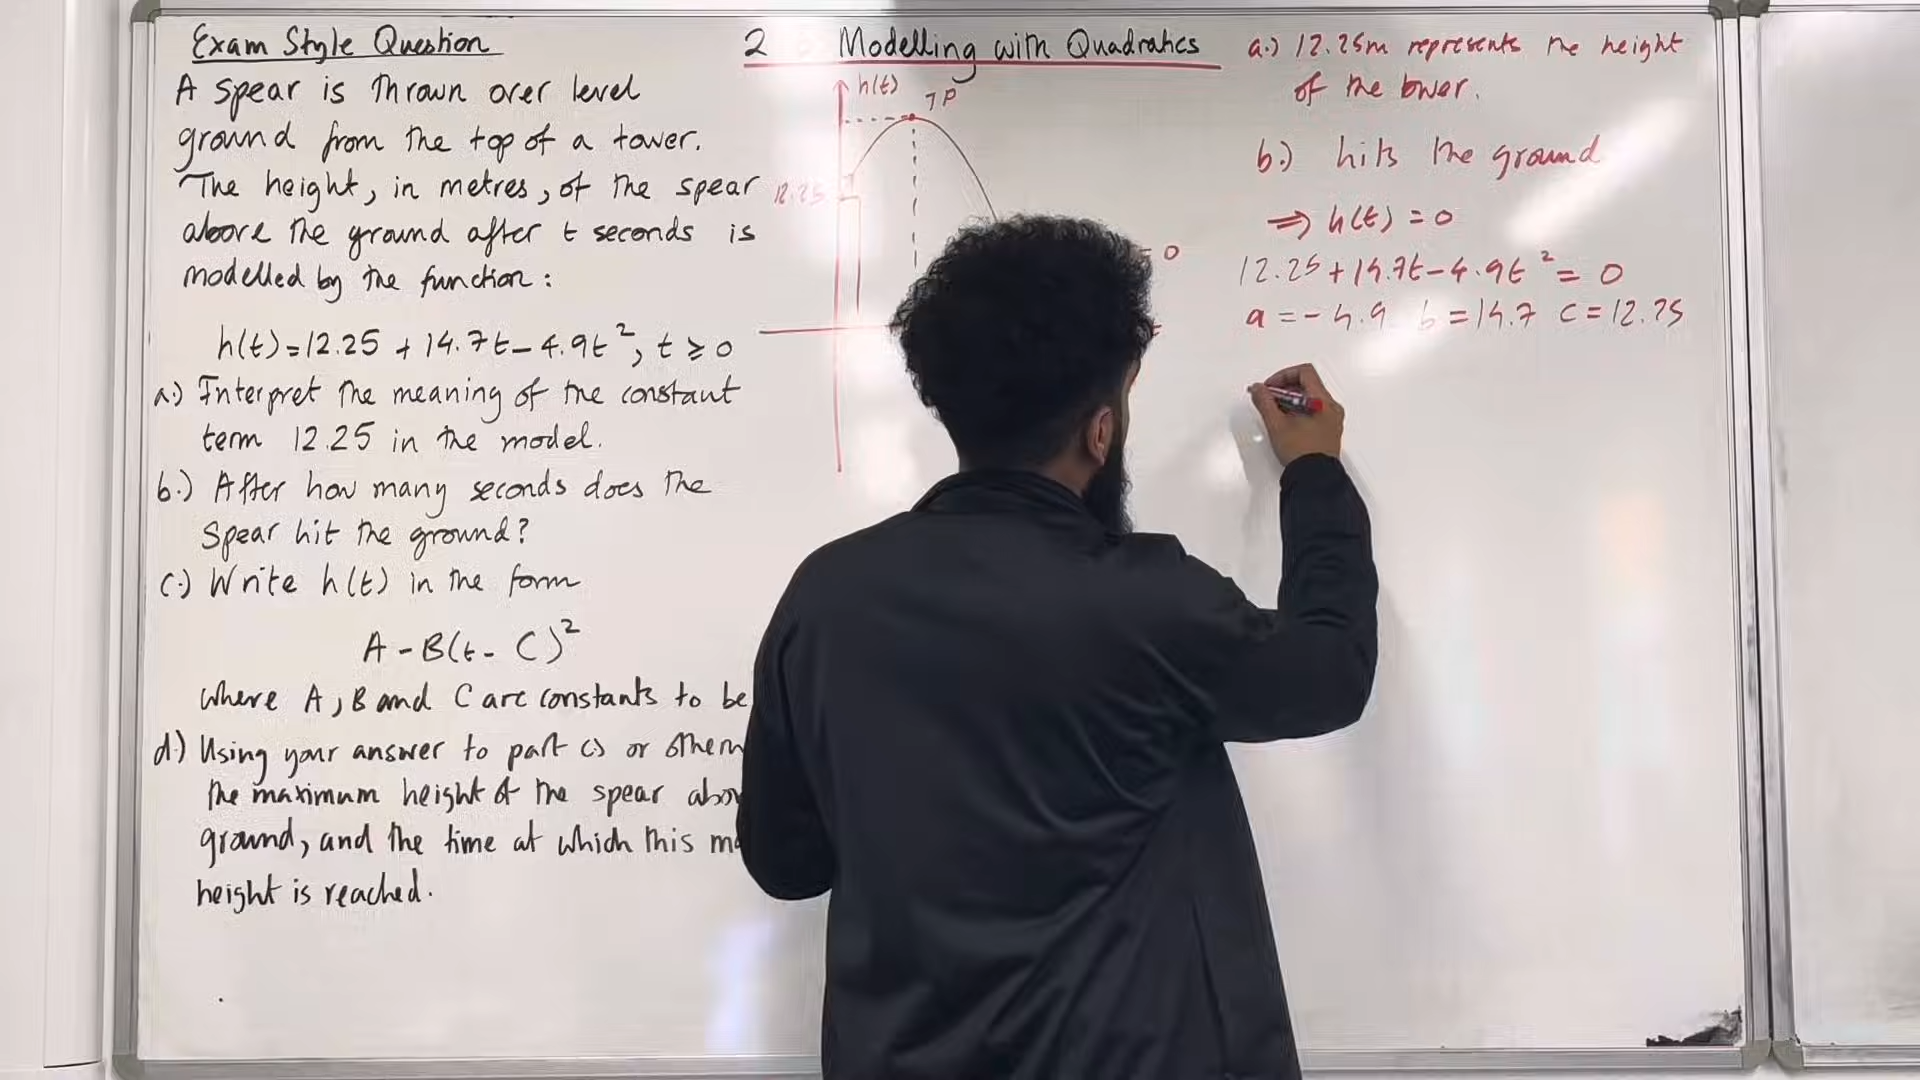 Exam Style Question
A spear is thrown over level
ground from the top of a tower.
The height, in metres, of the spear
above the ground after t seconds is
modelled by the function:
h(t)=12.25 + 14.7t - 4.9t², t ≥ 0
a.) Interpret the meaning of the constant
term 12.25 in the model.
b.) After how many seconds does the
spear hit the ground?
c.) Write h(t) in the form
A - B(t - C)²
where A, B and C are constants to be
d.) Using your answer to part c) or
the maximum height of the spear
ground, and the time at which this
height is reached.
2 Modelling with Quadratics
h(t)
TP
12.25
= 0
=
a.) 12.25m represents the height
of the tower.
b.) hits the ground
⇒ h(t) = 0
12.25 + 14.7t - 4.9t² = 0
a = -4.9 b = 14.7 c = 12.25